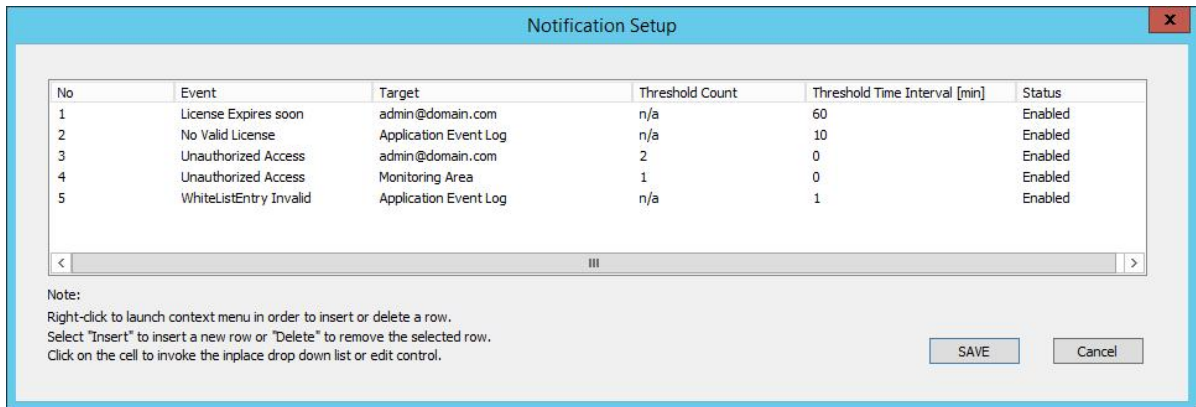 Notification Setup
x
No Event Target Threshold Count Threshold Time Interval [min] Status
1 License Expires soon admin@domain.com n/a 60 Enabled
2 No Valid License Application Event Log n/a 10 Enabled
3 Unauthorized Access admin@domain.com 2 0 Enabled
4 Unauthorized Access Monitoring Area 1 0 Enabled
5 WhiteListEntry Invalid Application Event Log n/a 1 Enabled
Note:
Right-click to launch context menu in order to insert or delete a row.
Select "Insert" to insert a new row or "Delete" to remove the selected row.
Click on the cell to invoke the inplace drop down list or edit control.
SAVE Cancel